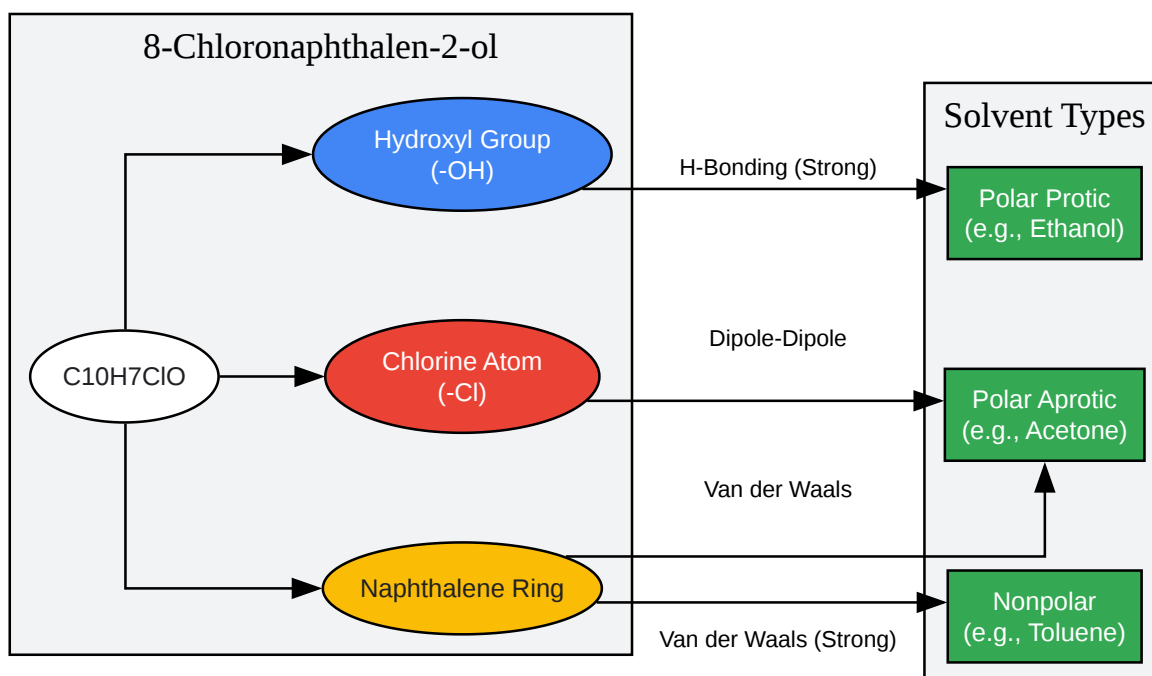 8-Chloronaphthalen-2-ol
Solvent Types
Hydroxyl Group
(-OH)
H-Bonding (Strong)
Polar Protic
(e.g., Ethanol)
C10H7ClO
Chlorine Atom
(-Cl)
Dipole-Dipole
Polar Aprotic
(e.g., Acetone)
Van der Waals
Naphthalene Ring
Van der Waals (Strong)
Nonpolar
(e.g., Toluene)